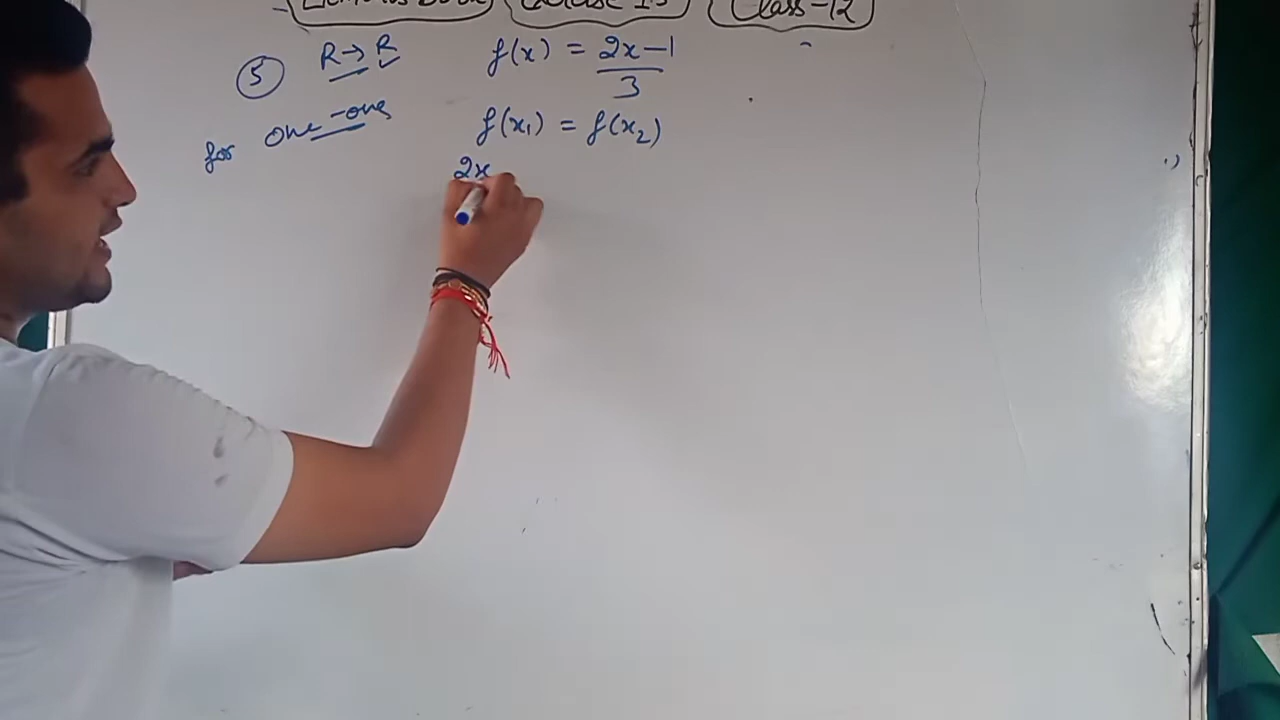 Class-12
5 R→R f(x) = 2x-1/3
for one-one f(x₁) = f(x₂)
2x